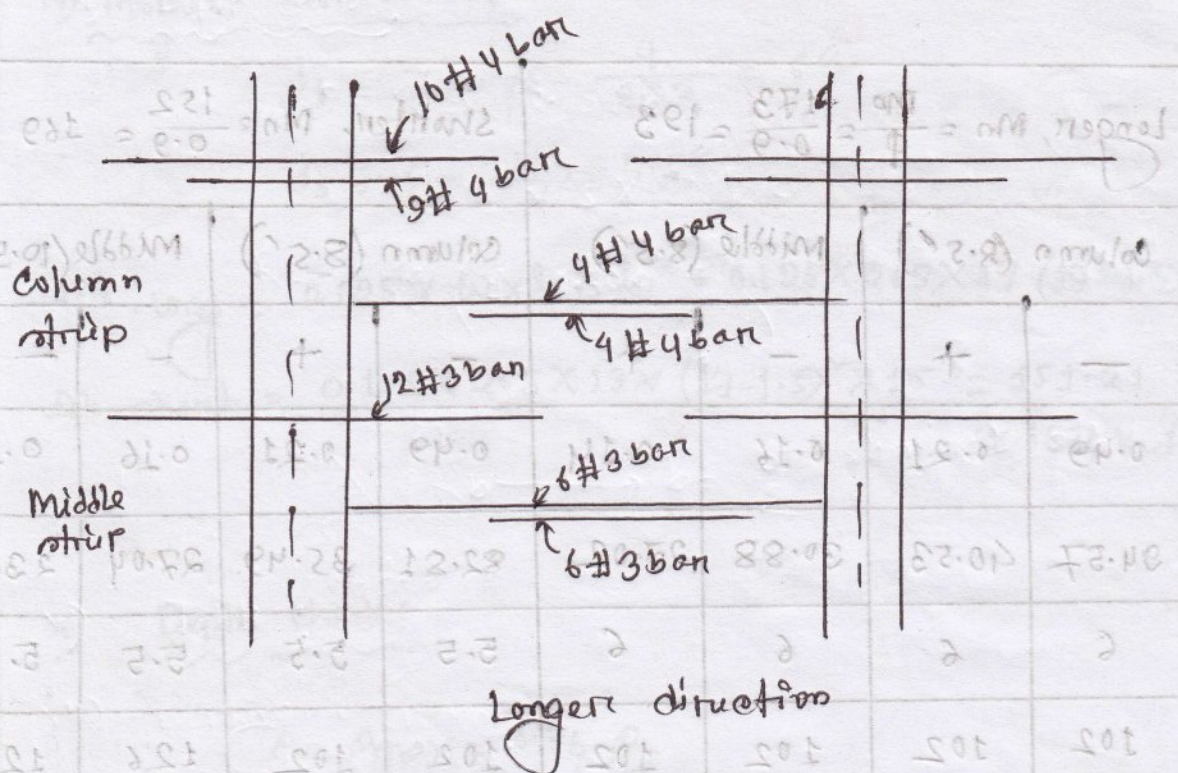 10 # 4 bar
9 # 4 bar
4 # 4 bar
Column
strip
4 # 4 bar
12 # 3 bar
6 # 3 bar
Middle
strip
6 # 3 bar
Longer direction